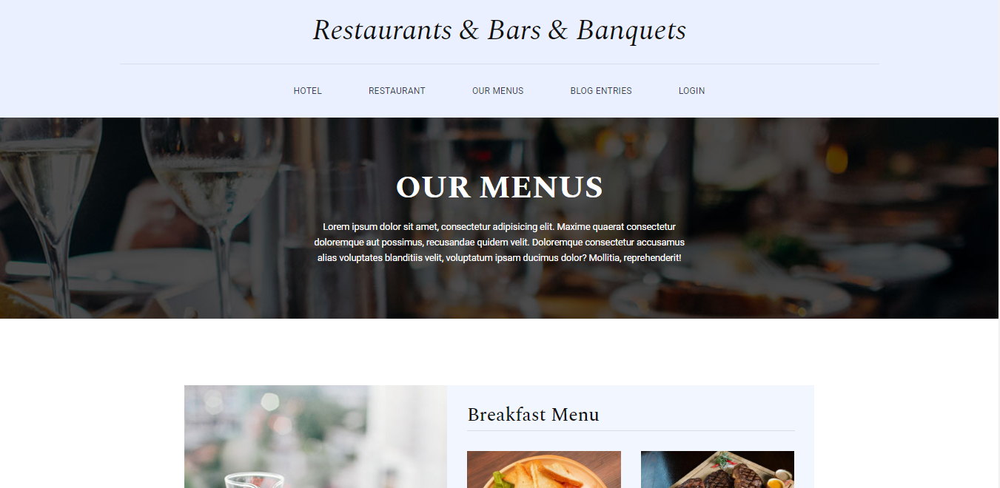 Restaurants & Bars & Banquets
HOTEL RESTAURANT OUR MENUS BLOG ENTRIES LOGIN
OUR MENUS
Lorem ipsum dolor sit amet, consectetur adipisicing elit. Maxime quaerat consectetur
doloremque aut possimus, recusandae quidem velit. Doloremque consectetur accusamus
alias voluptates blanditiis velit, voluptatum ipsam ducimus dolor? Mollitia, reprehenderit!
Breakfast Menu